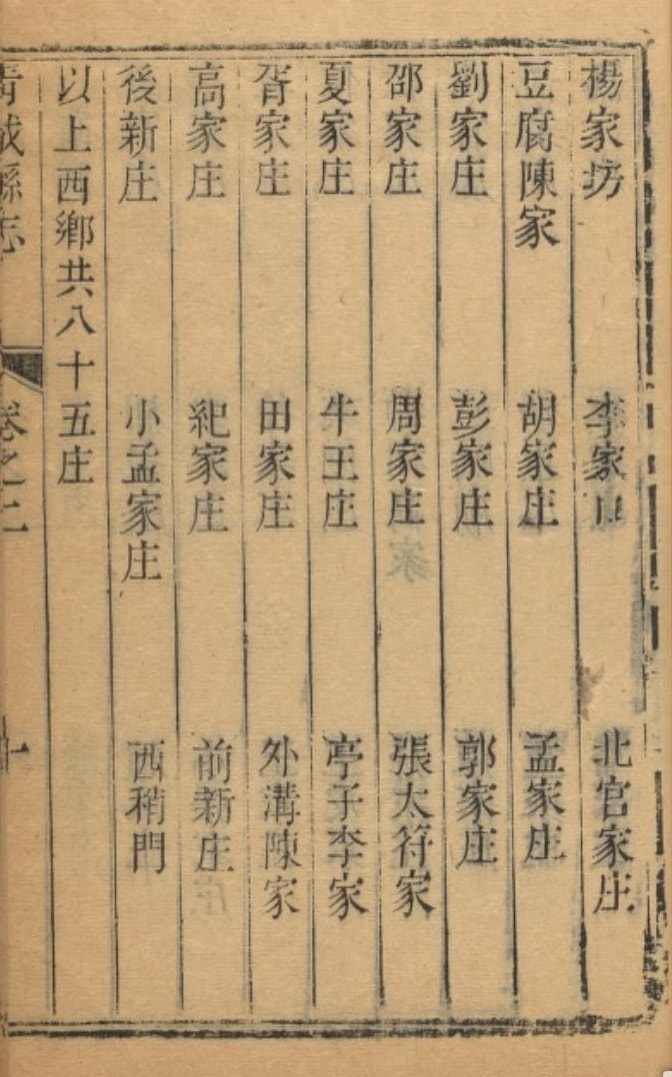 楊家坊　李家口　北官家庄
豆腐陳家　胡家庄　孟家庄
劉家庄　彭家庄　郭家庄
邵家庄　周家庄　張太符家
夏家庄　牛王庄　亭子李家
胥家庄　田家庄　外溝陳家
高家庄　紀家庄　前新庄
後新庄　小孟家庄　西稍門
以上西鄉共八十五庄
青城縣志　卷之二　十